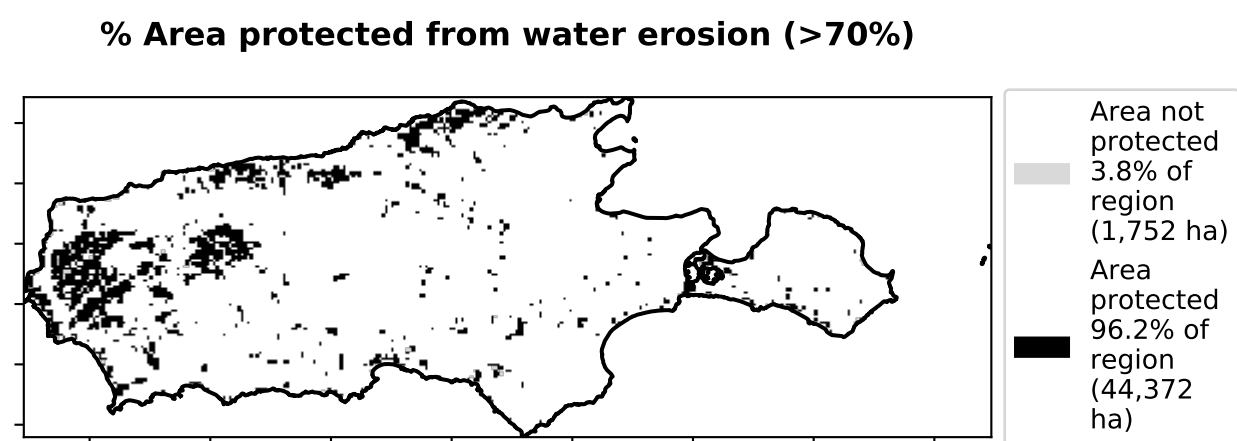 % Area protected from water erosion (>70%)
Area not
protected
3.8% of
region
(1,752 ha)
Area
protected
96.2% of
region
(44,372
ha)